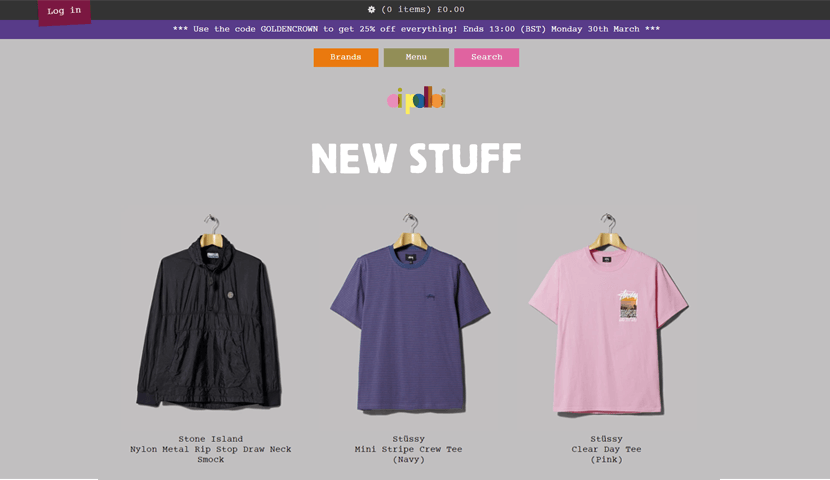 Log in
(0 items) £0.00
*** Use the code GOLDENCROWN to get 25% off everything! Ends 13:00 (BST) Monday 30th March ***
Brands
Menu
Search
oipolloi
NEW STUFF
Stone Island
Nylon Metal Rip Stop Draw Neck
Smock
Stüssy
Mini Stripe Crew Tee
(Navy)
Stüssy
Clear Day Tee
(Pink)